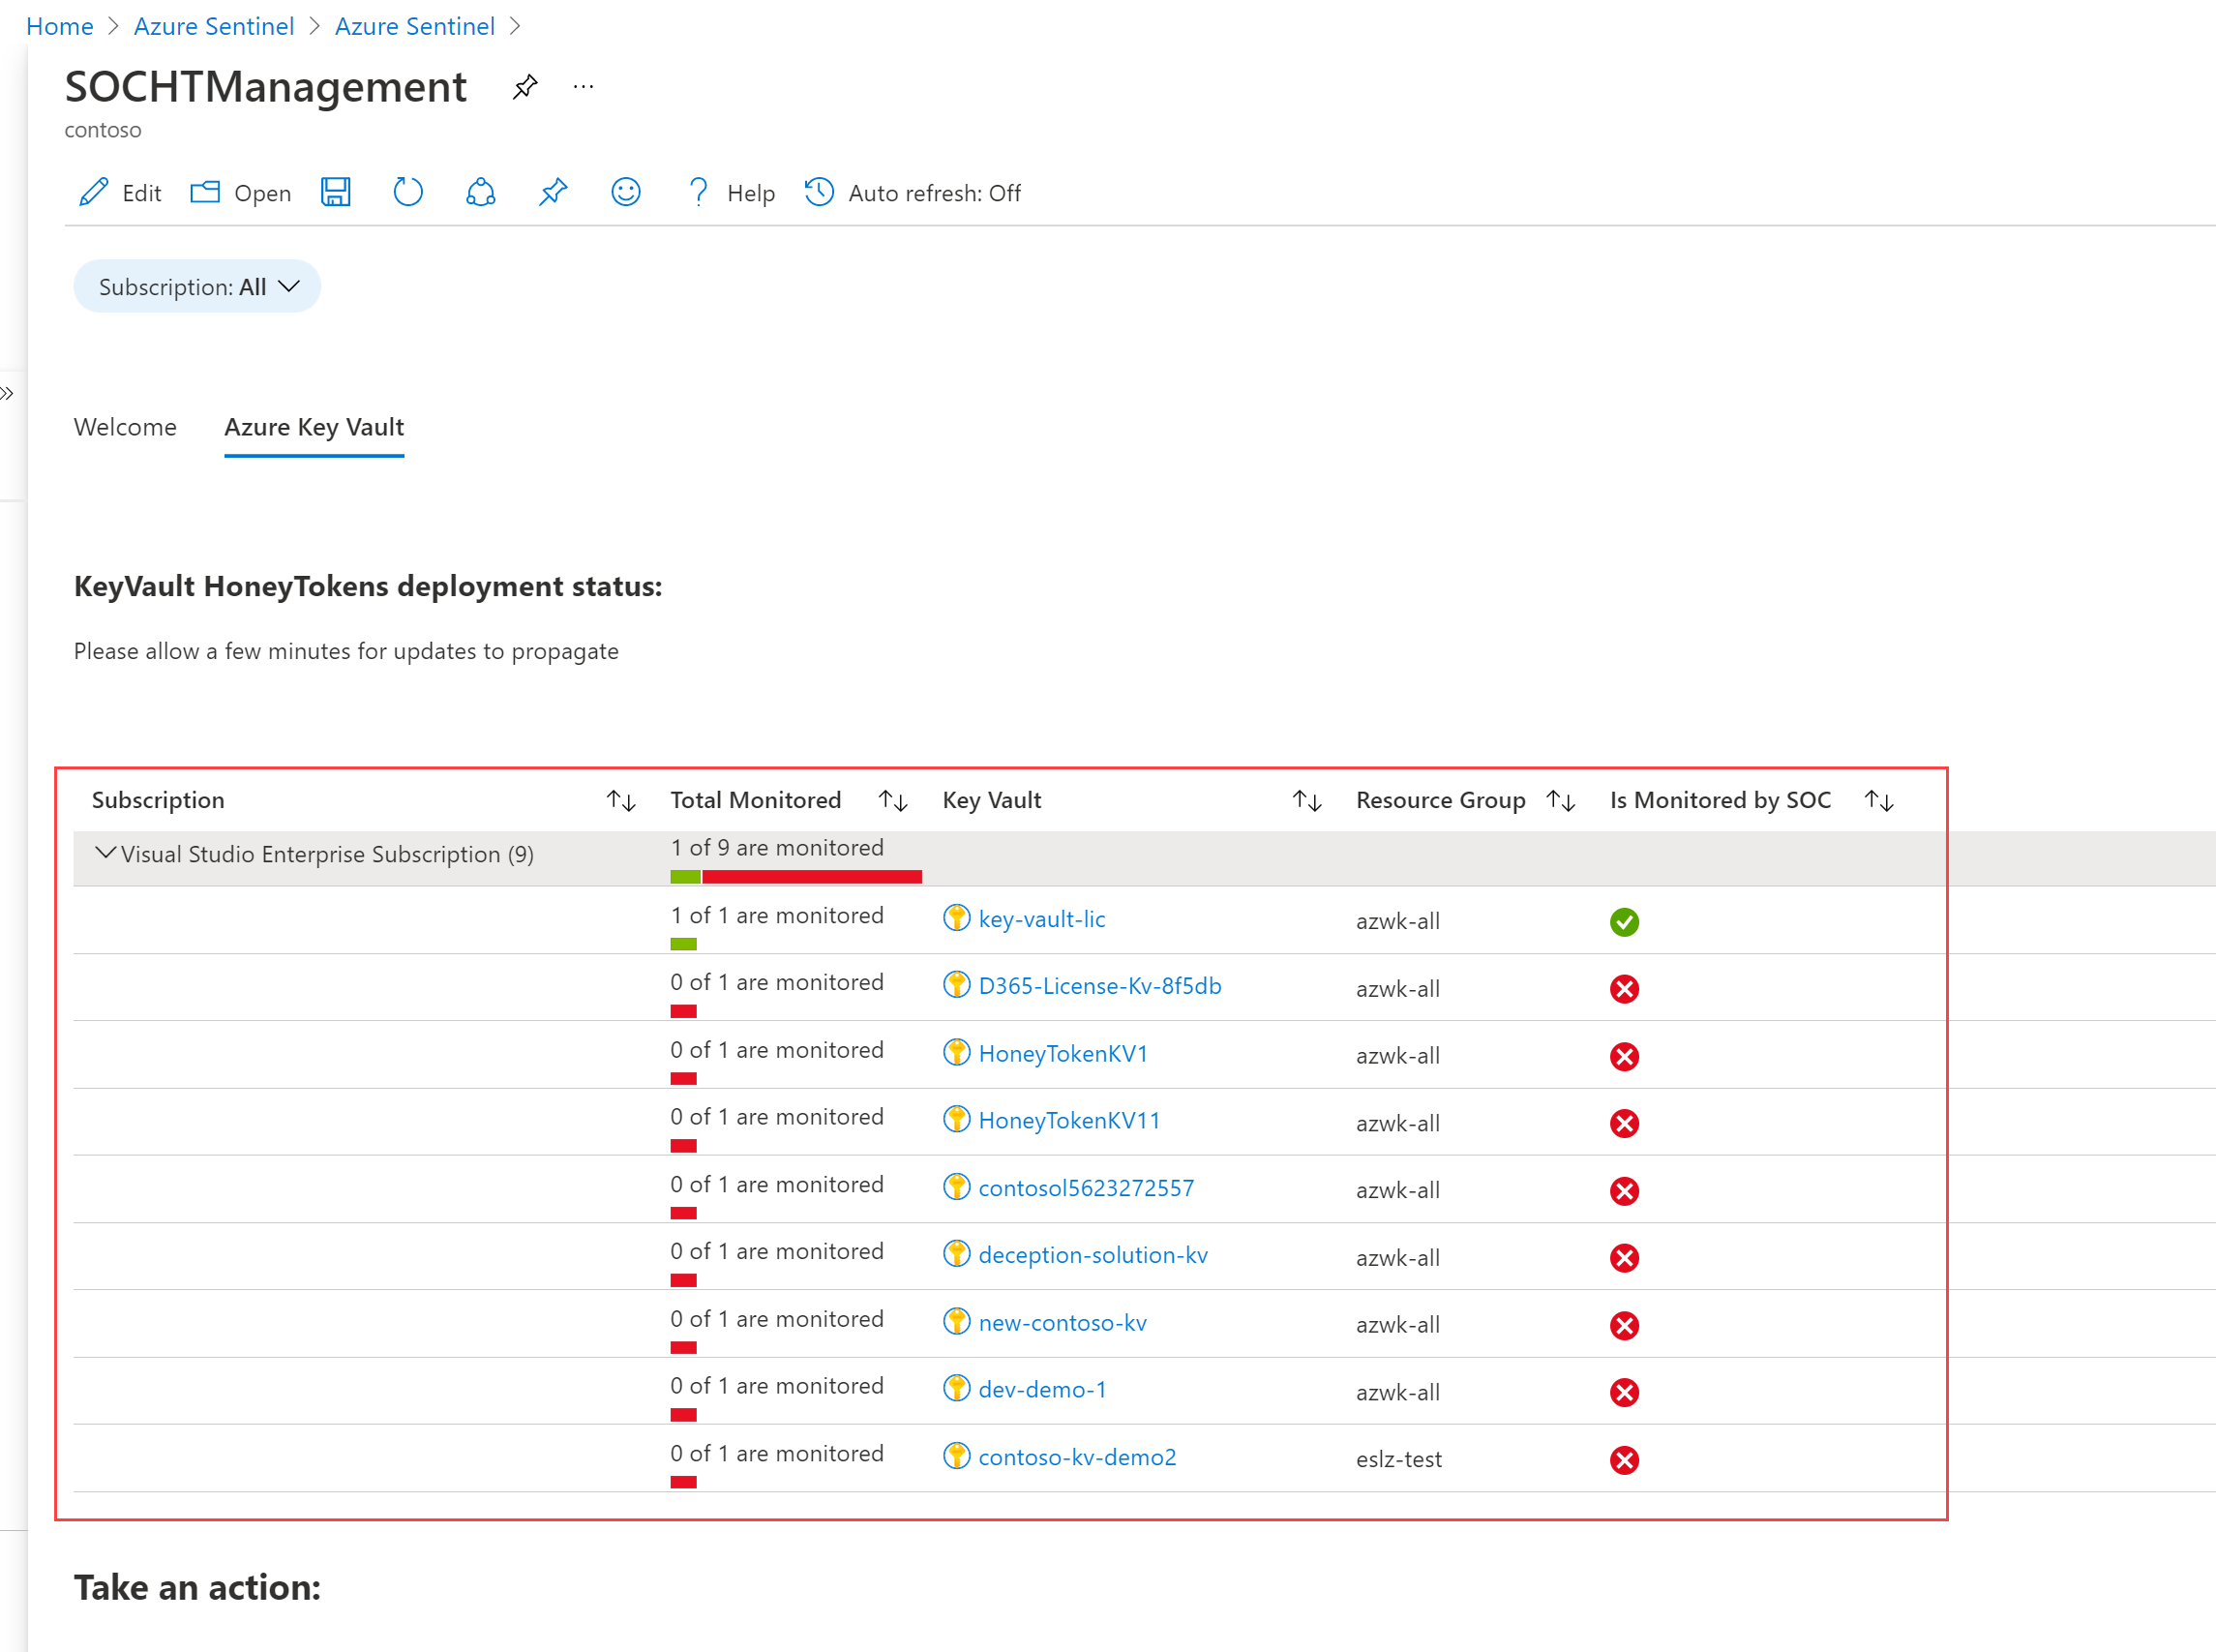 Home > Azure Sentinel > Azure Sentinel >
SOCHTManagement ...
contoso
Edit Open ? Help Auto refresh: Off
Subscription: All
Welcome Azure Key Vault
KeyVault HoneyTokens deployment status:
Please allow a few minutes for updates to propagate
Subscription ↑↓ Total Monitored ↑↓ Key Vault ↑↓ Resource Group ↑↓ Is Monitored by SOC ↑↓
Visual Studio Enterprise Subscription (9) 1 of 9 are monitored
1 of 1 are monitored key-vault-lic azwk-all
0 of 1 are monitored D365-License-Kv-8f5db azwk-all
0 of 1 are monitored HoneyTokenKV1 azwk-all
0 of 1 are monitored HoneyTokenKV11 azwk-all
0 of 1 are monitored contosol5623272557 azwk-all
0 of 1 are monitored deception-solution-kv azwk-all
0 of 1 are monitored new-contoso-kv azwk-all
0 of 1 are monitored dev-demo-1 azwk-all
0 of 1 are monitored contoso-kv-demo2 eslz-test
Take an action: